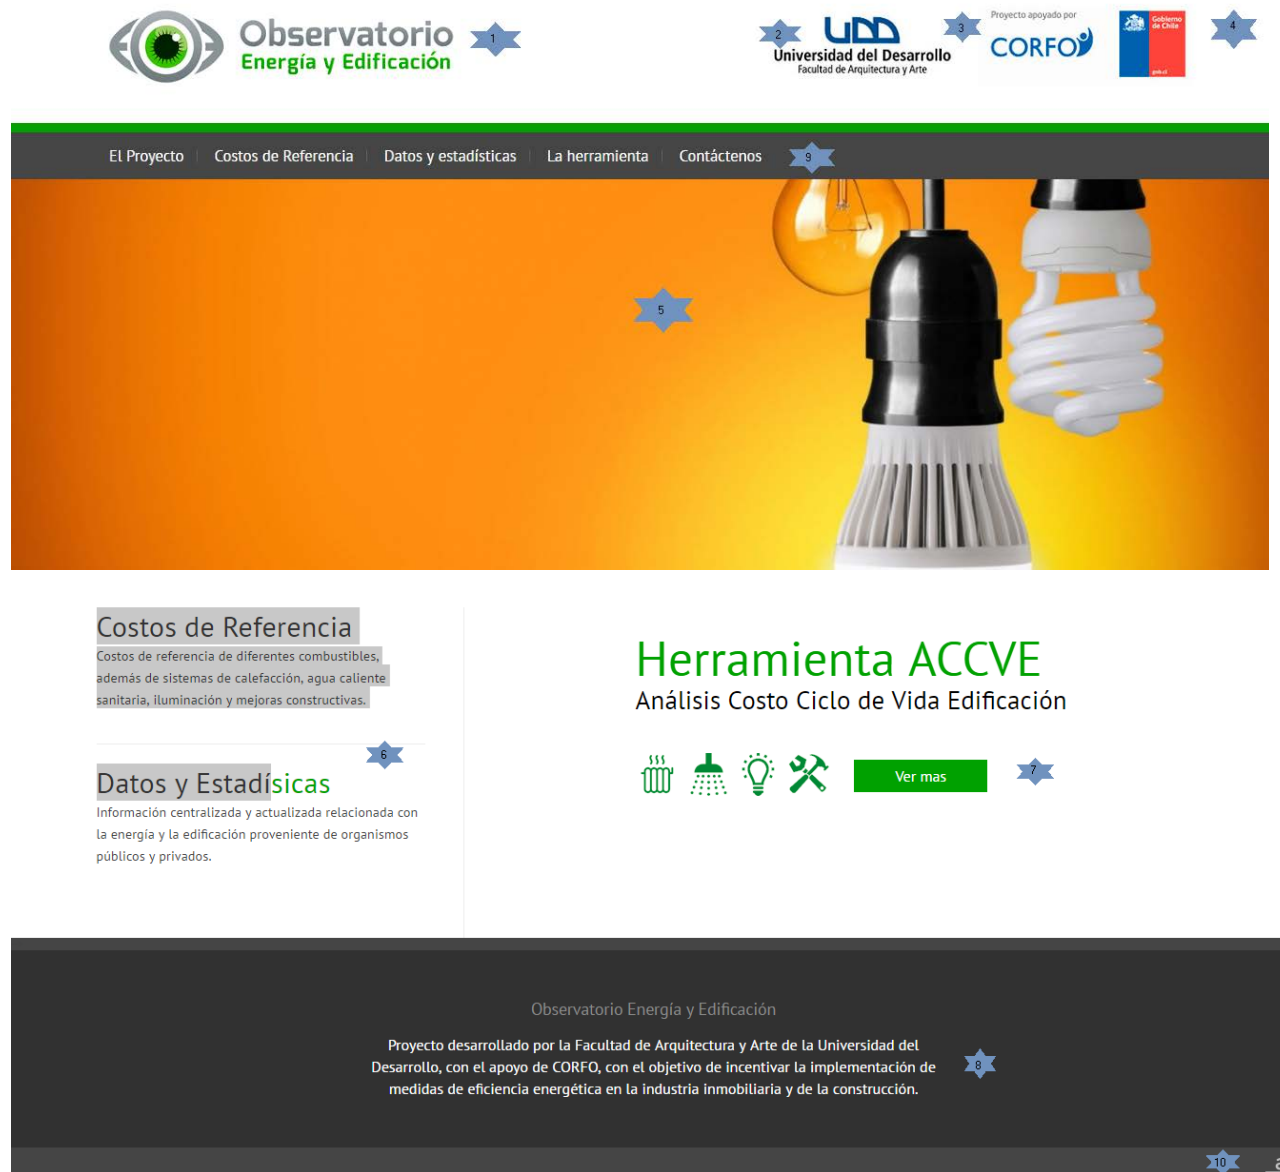 Observatorio
Energía y Edificación
1
2
UDD
Universidad del Desarrollo
Facultad de Arquitectura y Arte
3
Proyecto apoyado por
CORFO
Gobierno
de Chile
gob.cl
4
El Proyecto
Costos de Referencia
Datos y estadísticas
La herramienta
Contáctenos
9
5
Costos de Referencia
Costos de referencia de diferentes combustibles,
además de sistemas de calefacción, agua caliente
sanitaria, iluminación y mejoras constructivas.
6
Datos y Estadísicas
Información centralizada y actualizada relacionada con
la energía y la edificación proveniente de organismos
públicos y privados.
Herramienta ACCVE
Análisis Costo Ciclo de Vida Edificación
Ver mas
7
Observatorio Energía y Edificación
Proyecto desarrollado por la Facultad de Arquitectura y Arte de la Universidad del
Desarrollo, con el apoyo de CORFO, con el objetivo de incentivar la implementación de
medidas de eficiencia energética en la industria inmobiliaria y de la construcción.
8
10